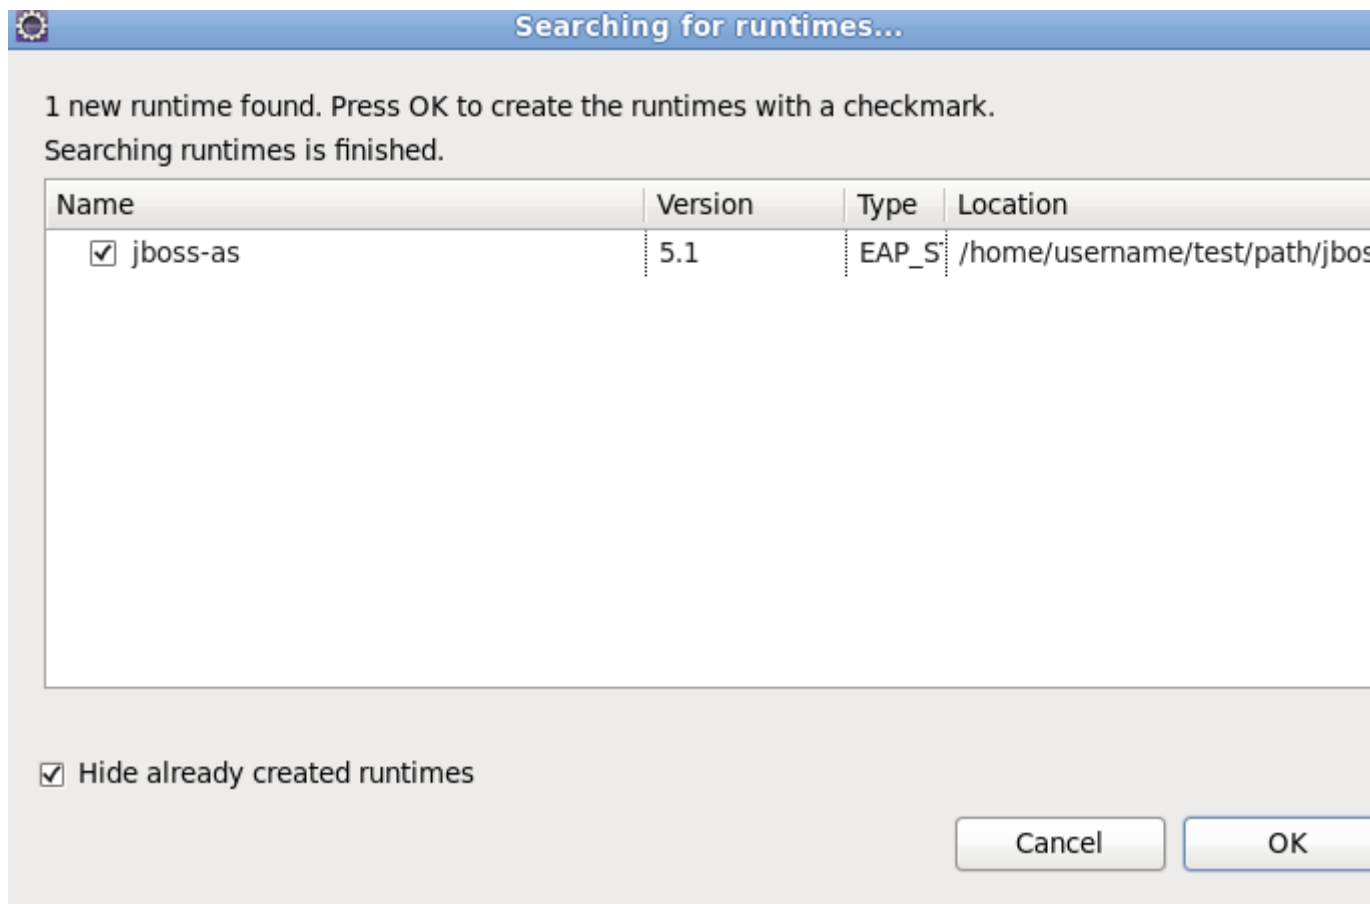 Searching for runtimes...
1 new runtime found. Press OK to create the runtimes with a checkmark.
Searching runtimes is finished.
Name Version Type Location
jboss-as 5.1 EAP_S /home/username/test/path/jbos
Hide already created runtimes
Cancel OK